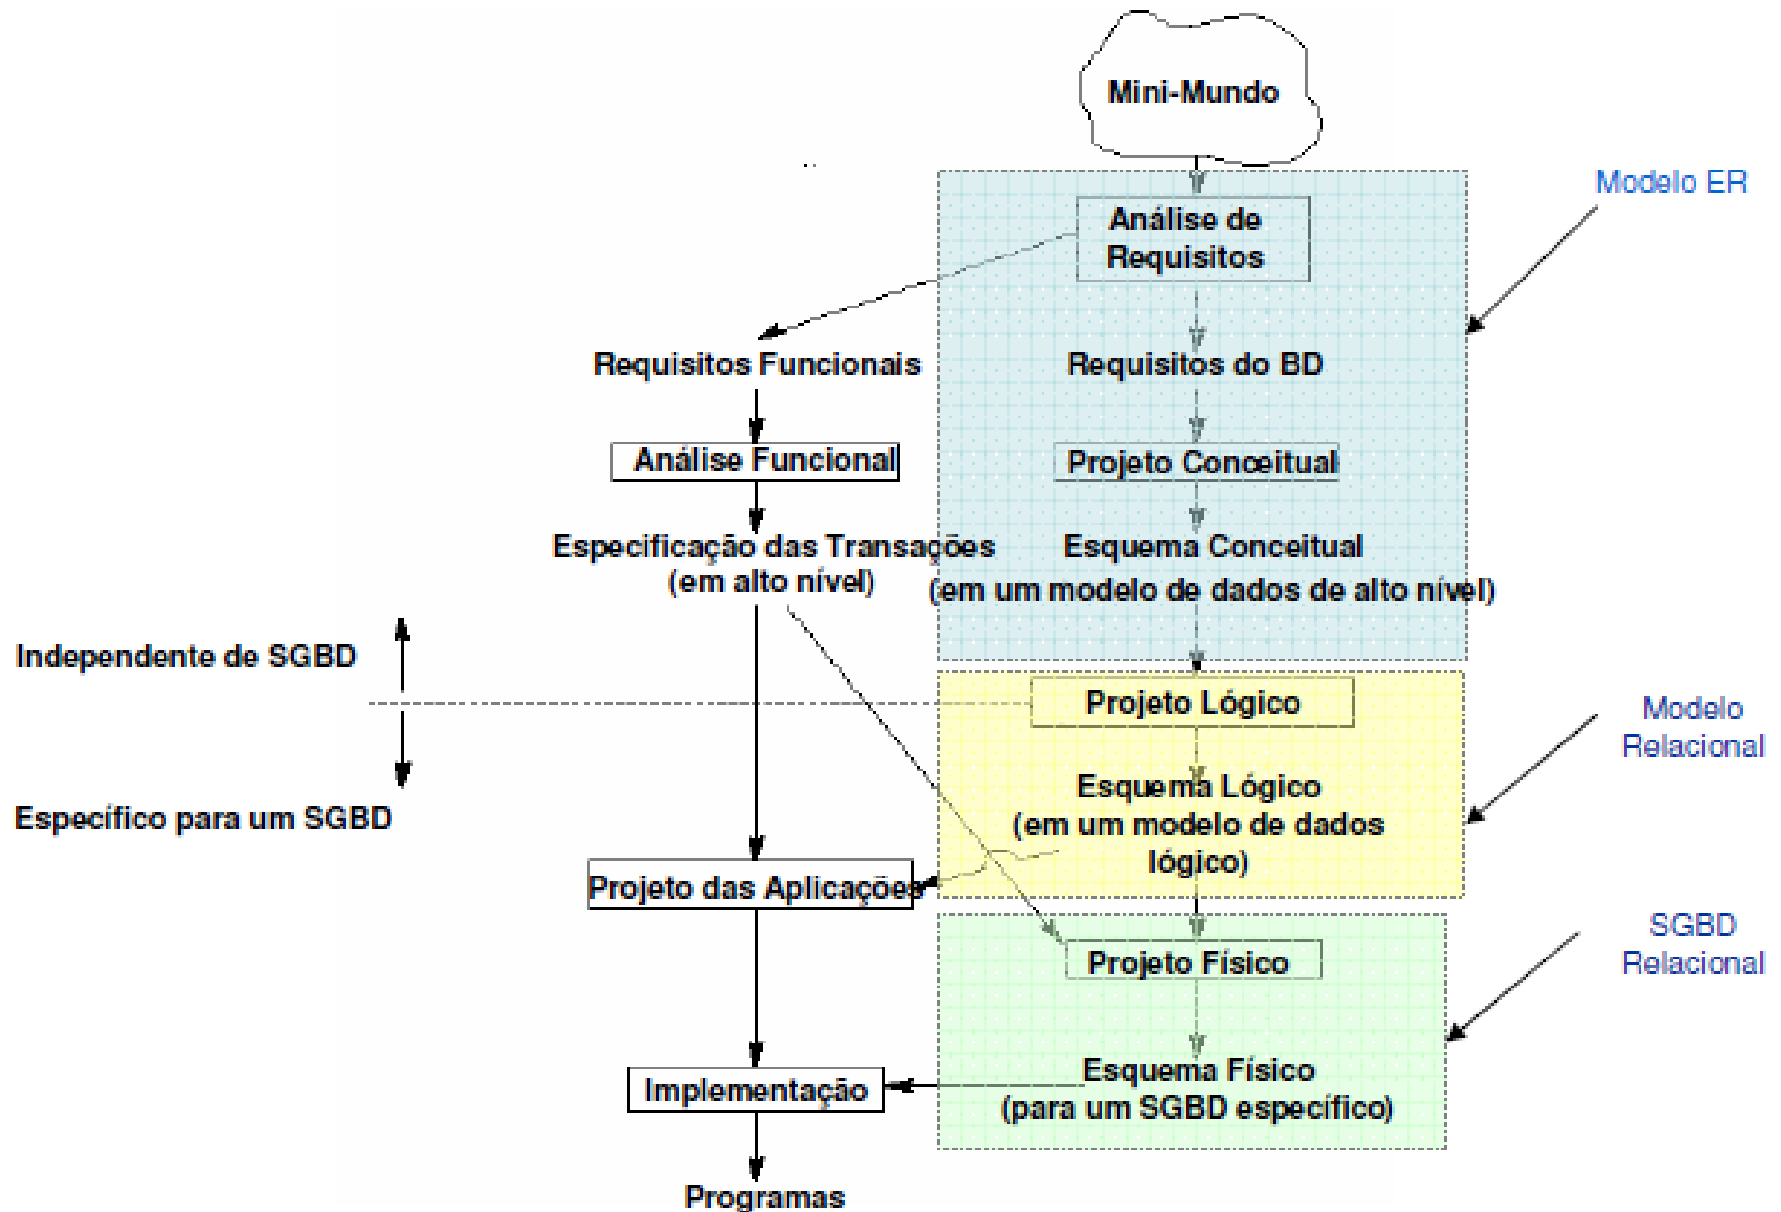 Mini-Mundo
Modelo ER
Análise de
Requisitos
Requisitos Funcionais
Requisitos do BD
Análise Funcional
Projeto Conceitual
Especificação das Transações
(em alto nível)
Esquema Conceitual
(em um modelo de dados de alto nível)
Independente de SGBD
Específico para um SGBD
Projeto Lógico
Modelo
Relacional
Esquema Lógico
(em um modelo de dados
lógico)
Projeto das Aplicações
SGBD
Relacional
Projeto Físico
Esquema Físico
(para um SGBD específico)
Implementação
Programas